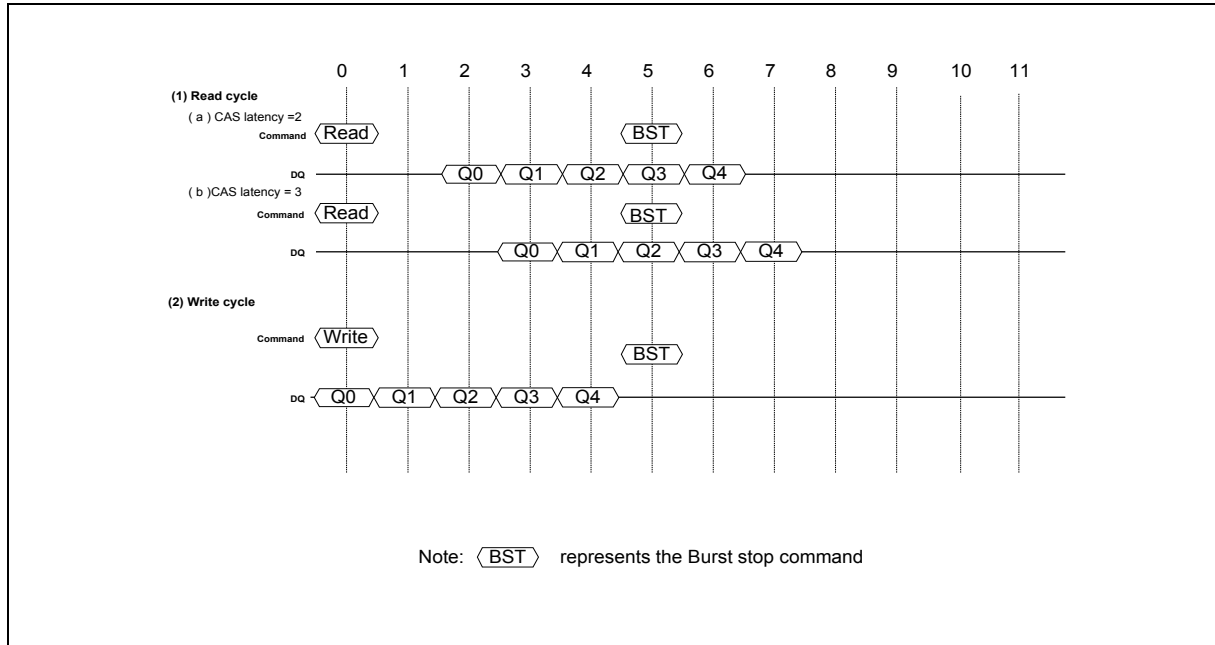 0 1 2 3 4 5 6 7 8 9 10 11
(1) Read cycle
( a ) CAS latency =2
Command Read BST
DQ Q0 Q1 Q2 Q3 Q4
( b )CAS latency = 3
Command Read BST
DQ Q0 Q1 Q2 Q3 Q4
(2) Write cycle
Command Write BST
DQ Q0 Q1 Q2 Q3 Q4
Note: BST represents the Burst stop command